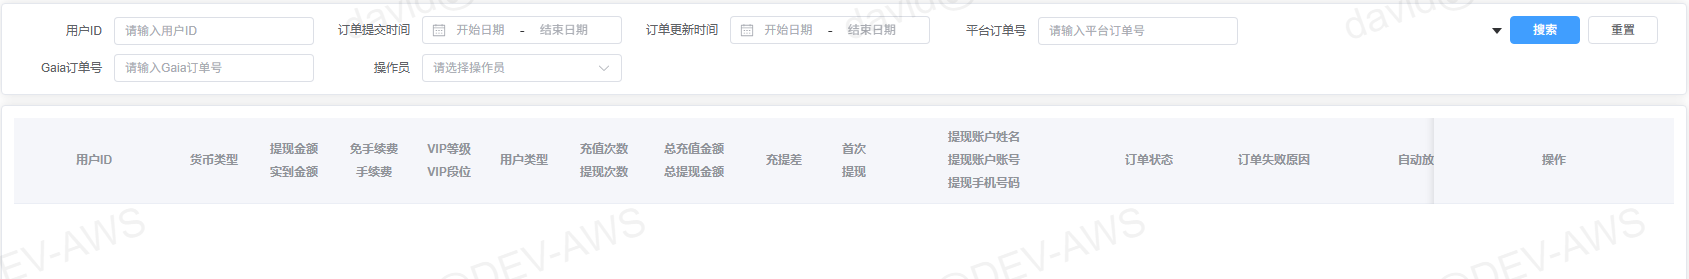 用户ID 请输入用户ID 订单提交时间 开始日期 - 结束日期 订单更新时间 开始日期 - 结束日期 平台订单号 请输入平台订单号 搜索 重置
Gaia订单号 请输入Gaia订单号 操作员 请选择操作员
用户ID 货币类型 提现金额 免手续费 VIP等级 用户类型 充值次数 总充值金额 充提差 首次 提现账户姓名 订单状态 订单失败原因 自动放 操作
实到金额 手续费 VIP段位 提现次数 总提现金额 提现 提现账户账号
提现手机号码
david@ david@ david@
DEV-AWS @DEV-AWS @DEV-AWS @DEV-AWS